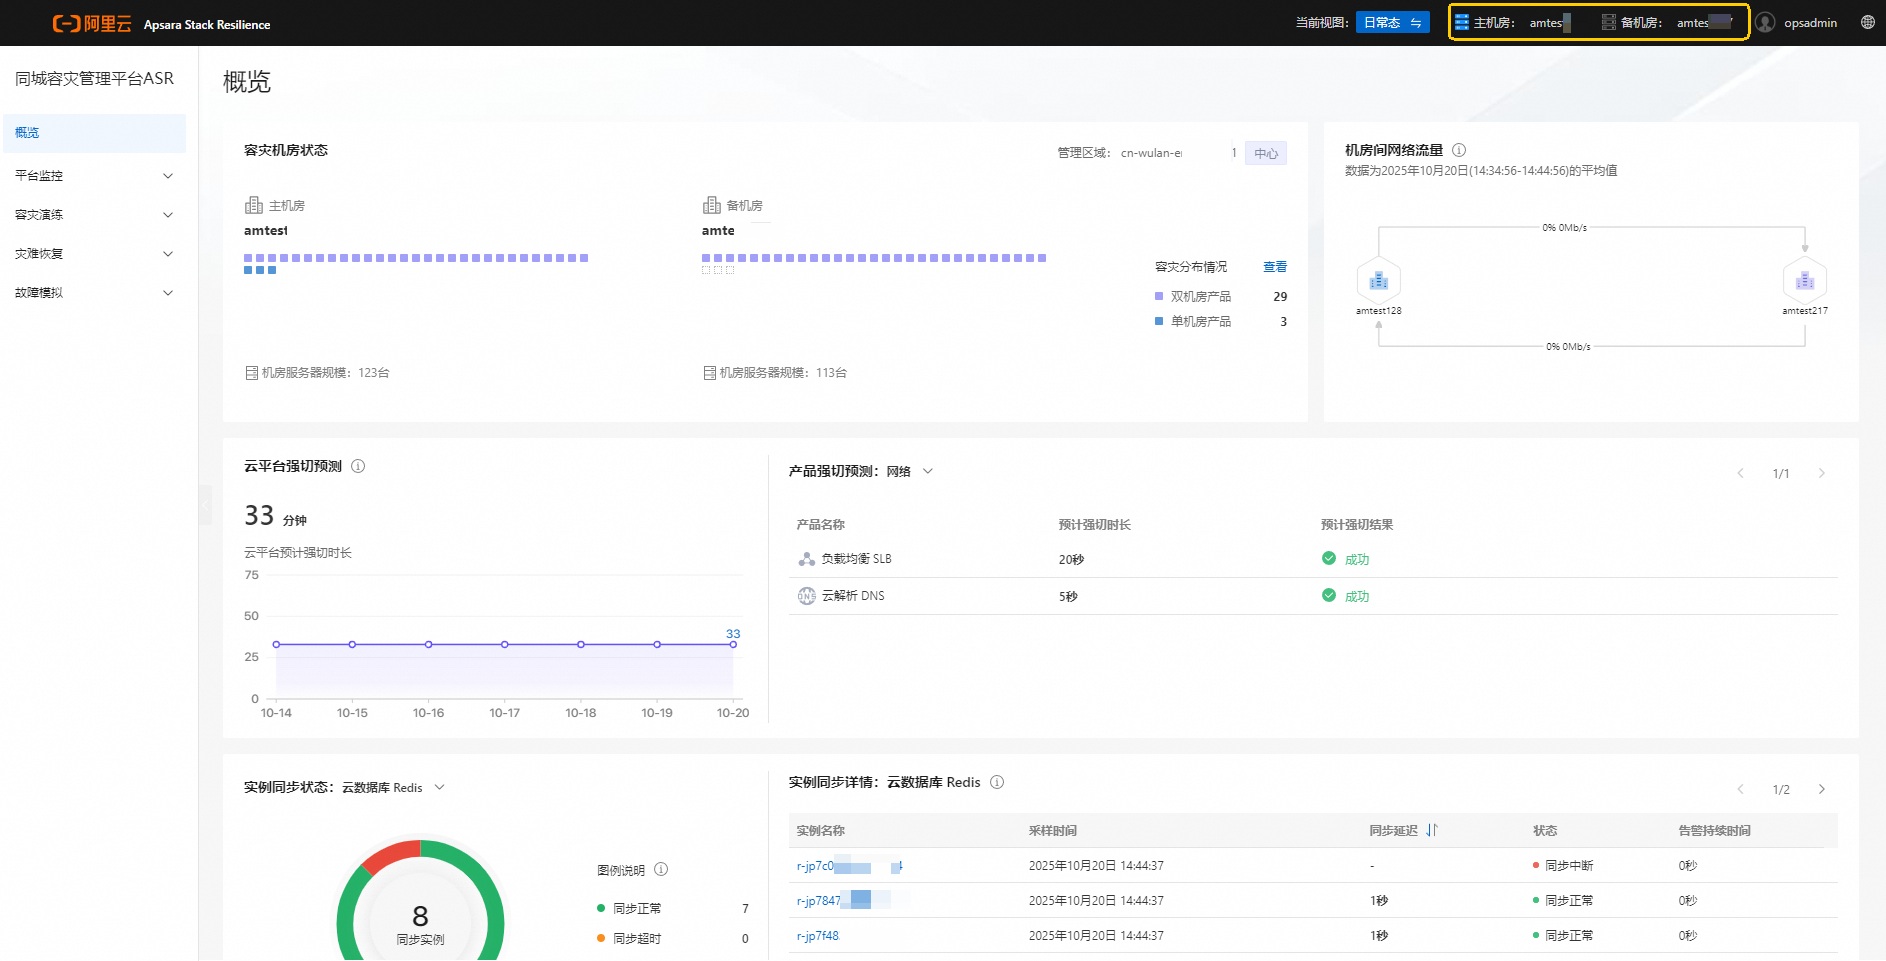 阿里云 Apsara Stack Resilience
当前视图： 日常态
主机房： amtes
备机房： amtes
opsadmin
同城容灾管理平台ASR
概览
平台监控
容灾演练
灾难恢复
故障模拟
概览
容灾机房状态
管理区域： cn-wulan-e 1 中心
主机房
amtest
备机房
amte
容灾分布情况 查看
双机房产品 29
单机房产品 3
机房服务器规模：123台
机房服务器规模：113台
机房间网络流量
数据为2025年10月20日(14:34:56-14:44:56)的平均值
0% 0Mb/s
amtest128
amtest217
0% 0Mb/s
云平台强切预测
33 分钟
云平台预计强切时长
75
50
25
0
33
10-14 10-15 10-16 10-17 10-18 10-19 10-20
产品强切预测：网络
1/1
产品名称 预计强切时长 预计强切结果
负载均衡 SLB 20秒 成功
云解析 DNS 5秒 成功
实例同步状态：云数据库 Redis
8
同步实例
图例说明
同步正常 7
同步超时 0
实例同步详情：云数据库 Redis
1/2
实例名称 采样时间 同步延迟 状态 告警持续时间
r-jp7c0 2025年10月20日 14:44:37 - 同步中断 0秒
r-jp7847 2025年10月20日 14:44:37 1秒 同步正常 0秒
r-jp7f48 2025年10月20日 14:44:37 1秒 同步正常 0秒